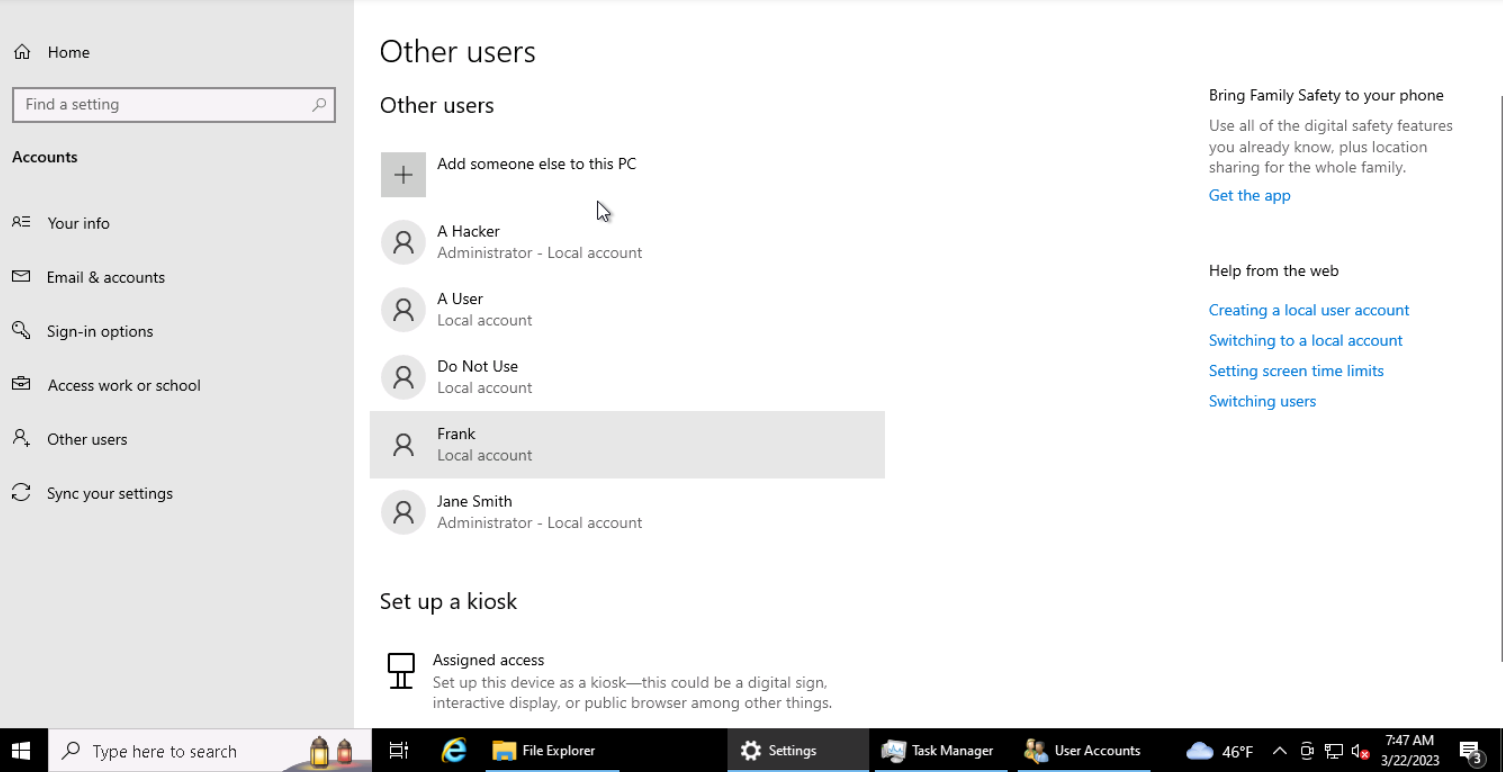 Home
Find a setting
Accounts
Your info
Email & accounts
Sign-in options
Access work or school
Other users
Sync your settings
Other users
Other users
Add someone else to this PC
A Hacker
Administrator - Local account
A User
Local account
Do Not Use
Local account
Frank
Local account
Jane Smith
Administrator - Local account
Set up a kiosk
Assigned access
Set up this device as a kiosk—this could be a digital sign,
interactive display, or public browser among other things.
Bring Family Safety to your phone
Use all of the digital safety features
you already know, plus location
sharing for the whole family.
Get the app
Help from the web
Creating a local user account
Switching to a local account
Setting screen time limits
Switching users
Type here to search
File Explorer
Settings
Task Manager
User Accounts
46°F
7:47 AM
3/22/2023
3